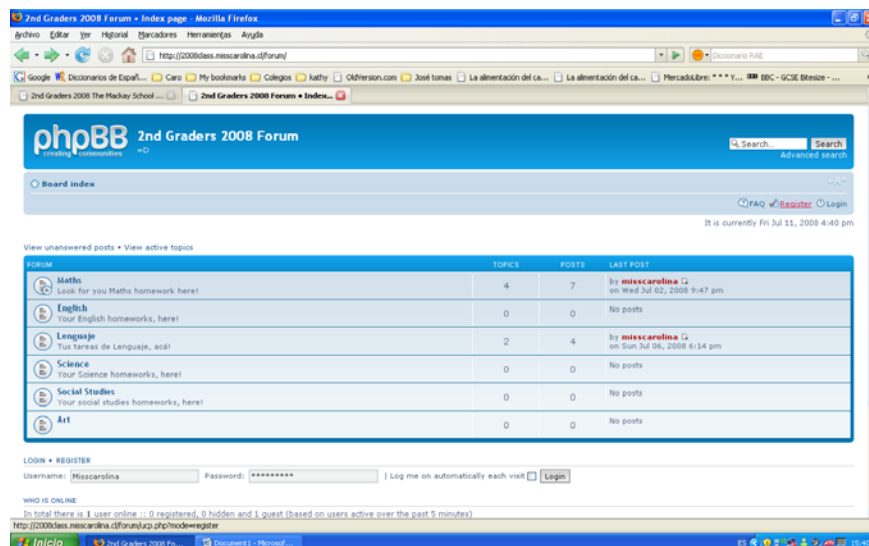 2nd Graders 2008 Forum • Index page - Mozilla Firefox
Archivo Editar Ver Historial Marcadores Herramientas Ayuda
http://2008class.misscarolina.cl/forum/ Diccionario RAE
Google Diccionarios de Españ... Caro My bookmarks Colegios kathy OldVersion.com José tomas La alimentación del ca... La alimentación del ca... MercadoLibre: * * * Y... BBC - GCSE Bitesize - ...
2nd Graders 2008 The Mackay School .... 2nd Graders 2008 Forum • Index...
phpBB
creating communities
2nd Graders 2008 Forum
=D
Search... Search
Advanced search
Board index
FAQ Register Login
It is currently Fri Jul 11, 2008 4:40 pm
View unanswered posts • View active topics
FORUM TOPICS POSTS LAST POST
Maths
Look for you Maths homework here!
4 7
by misscarolina
on Wed Jul 02, 2008 9:47 pm
English
Your English homeworks, here!
0 0 No posts
Lenguaje
Tus tareas de Lenguaje, acá!
2 4
by misscarolina
on Sun Jul 06, 2008 6:14 pm
Science
Your Science homeworks, here!
0 0 No posts
Social Studies
Your social studies homeworks, here!
0 0 No posts
Art
0 0 No posts
LOGIN • REGISTER
Username: Misscarolina Password: ********* | Log me on automatically each visit Login
WHO IS ONLINE
In total there is 1 user online :: 0 registered, 0 hidden and 1 guest (based on users active over the past 5 minutes)
http://2008class.misscarolina.cl/forum/ucp.php?mode=register
Inicio 2nd Graders 2008 Fo... Document1 - Microsof... ES 15:40